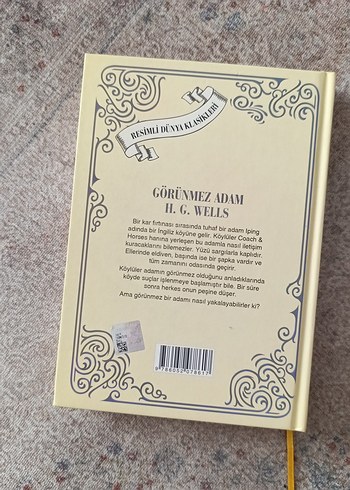 RESİMLİ DÜNYA KLASİKLERİ
GÖRÜNMEZ ADAM
H. G. WELLS
Bir kar fırtınası sırasında tuhaf bir adam Iping
adında bir İngiliz köyüne gelir. Köylüler Coach &
Horses hanına yerleşen bu adamla nasıl iletişim
kuracaklarını bilemezler. Yüzü sargılarla kaplıdır.
Ellerinde eldiven, başında ise bir şapka vardır ve
tüm zamanını odasında geçirir.
Köylüler adamın görünmez olduğunu anladıklarında
köyde suçlar işlenmeye başlamıştır bile. Bir süre
sonra herkes onun peşine düşer.
Ama görünmez bir adamı nasıl yakalayabilirler ki?